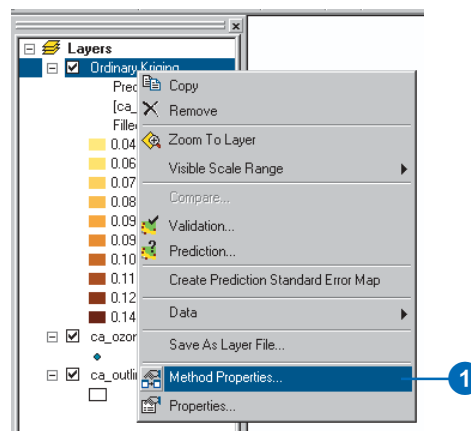 Layers
Ordinary Kriging
Copy
Remove
Zoom To Layer
Visible Scale Range
Compare...
Validation...
Prediction...
Create Prediction Standard Error Map
Data
Save As Layer File...
Method Properties...
Properties...
1
Pred
[ca_
Filled
0.04
0.06
0.07
0.08
0.09
0.09
0.10
0.11
0.12
0.14
ca_ozon
ca_outli